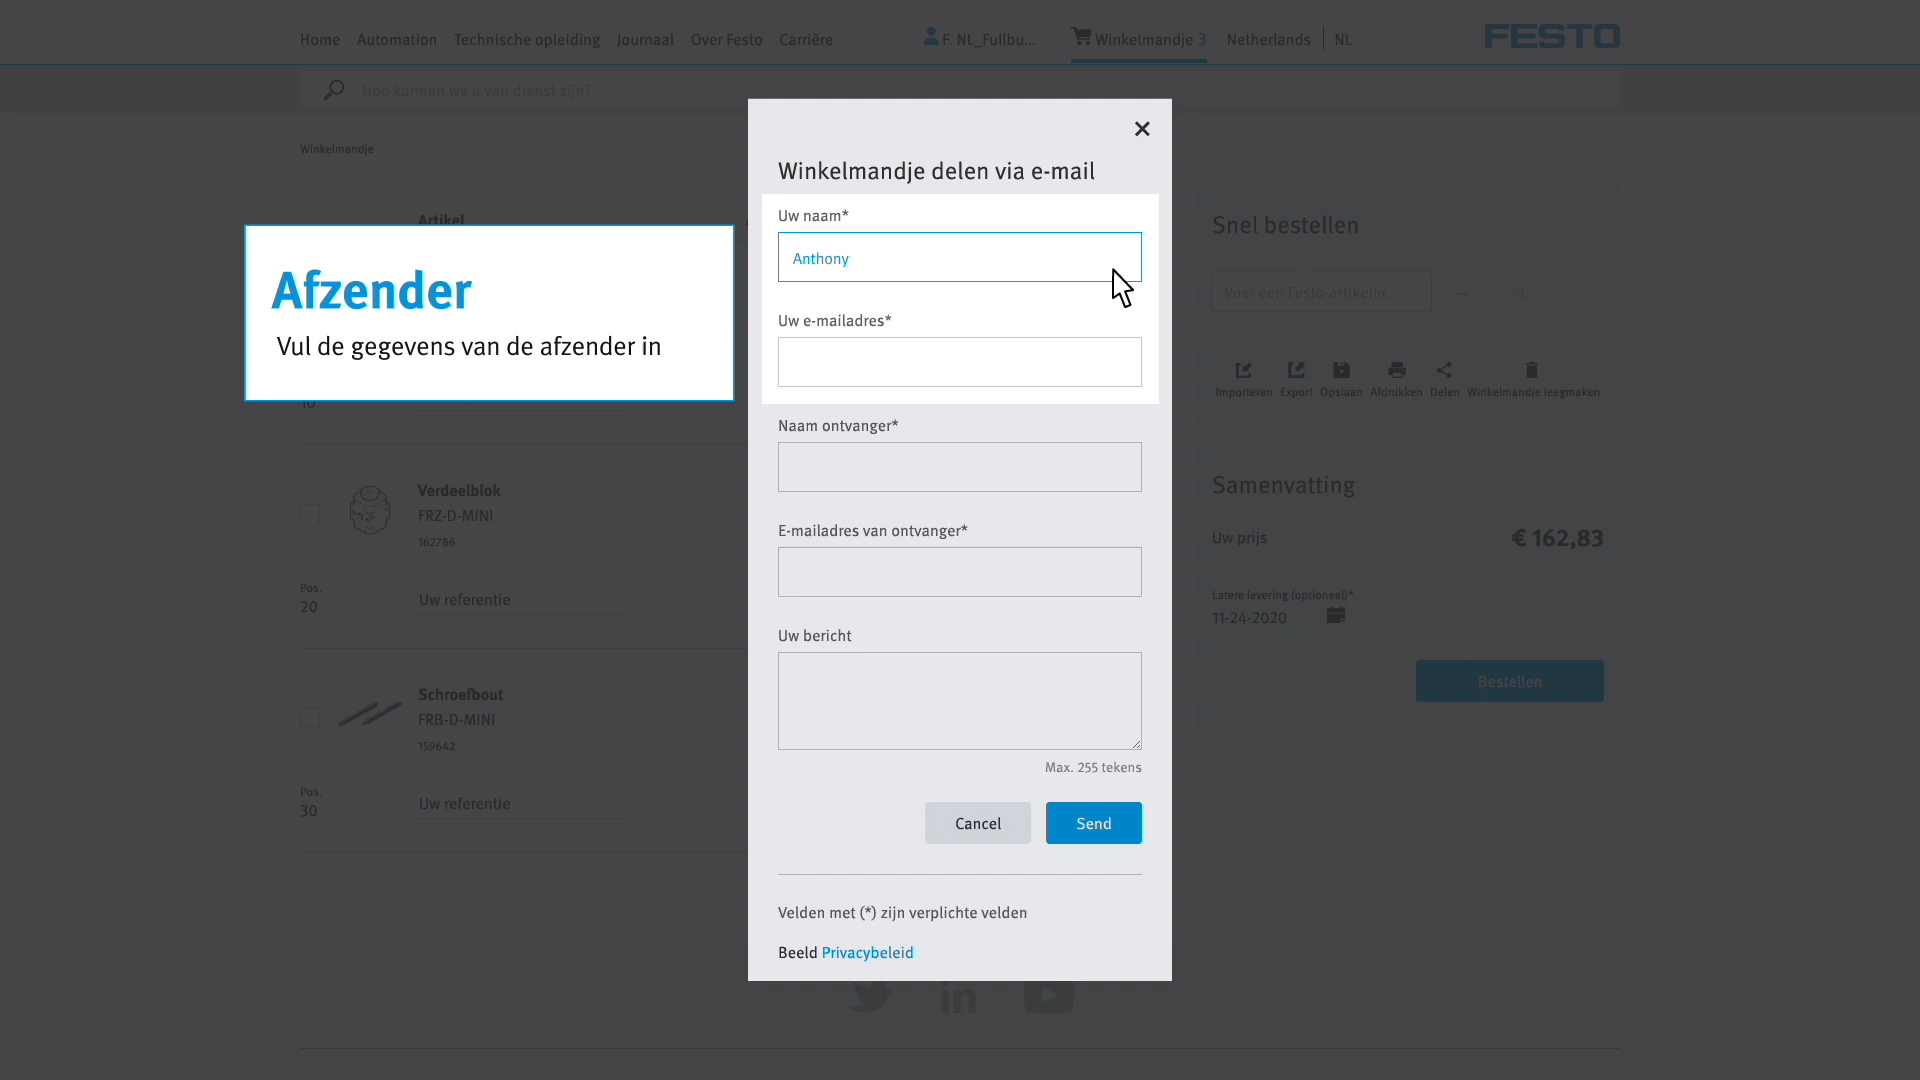 Home Automation Technische opleiding Journaal Over Festo Carrière F. NL_Fullbu... Winkelmandje 3 Netherlands NL FESTO
Hoe kunnen we u van dienst zijn?
Winkelmandje
Artikel
Afzender
Vul de gegevens van de afzender in
10
Verdeelblok
FRZ-D-MINI
162786
Pos.
20
Uw referentie
Schroefbout
FRB-D-MINI
159642
Pos.
30
Uw referentie
Winkelmandje delen via e-mail
Uw naam*
Anthony
Uw e-mailadres*
Naam ontvanger*
E-mailadres van ontvanger*
Uw bericht
Max. 255 tekens
Cancel
Send
Velden met (*) zijn verplichte velden
Beeld Privacybeleid
Snel bestellen
Voer een Festo-artikelnr.
Importeren Export Opslaan Afdrukken Delen Winkelmandje leegmaken
Samenvatting
Uw prijs € 162,83
Latere levering (optioneel)*
11-24-2020
Bestellen
in